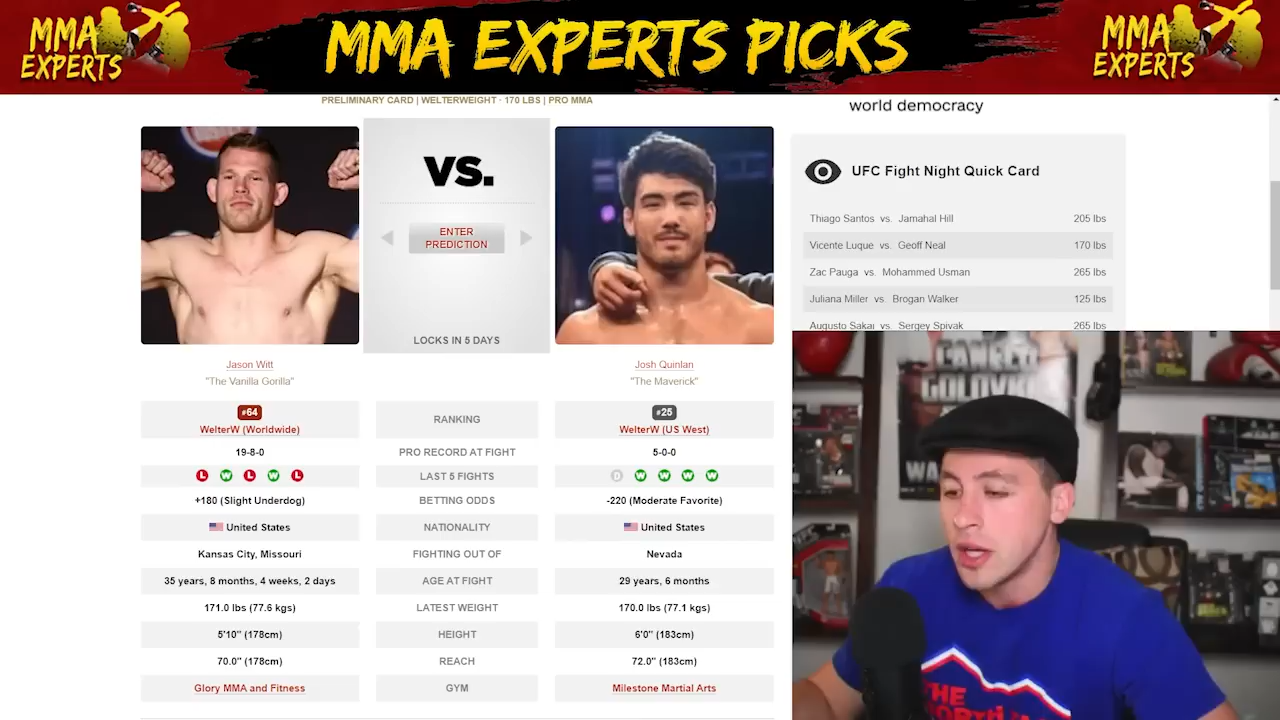 MMA
EXPERTS
MMA EXPERTS PICKS
MMA
EXPERTS
PRELIMINARY CARD | WELTERWEIGHT · 170 LBS | PRO MMA
world democracy
VS.
ENTER
PREDICTION
LOCKS IN 5 DAYS
UFC Fight Night Quick Card
Thiago Santos vs. Jamahal Hill 205 lbs
Vicente Luque vs. Geoff Neal 170 lbs
Zac Pauga vs. Mohammed Usman 265 lbs
Juliana Miller vs. Brogan Walker 125 lbs
Augusto Sakai vs. Sergey Spivak 265 lbs
Jason Witt Josh Quinlan
"The Vanilla Gorilla" "The Maverick"
#64 RANKING #25
WelterW (Worldwide) WelterW (US West)
19-8-0 PRO RECORD AT FIGHT 5-0-0
L W L W L LAST 5 FIGHTS D W W W W
+180 (Slight Underdog) BETTING ODDS -220 (Moderate Favorite)
United States NATIONALITY United States
Kansas City, Missouri FIGHTING OUT OF Nevada
35 years, 8 months, 4 weeks, 2 days AGE AT FIGHT 29 years, 6 months
171.0 lbs (77.6 kgs) LATEST WEIGHT 170.0 lbs (77.1 kgs)
5'10" (178cm) HEIGHT 6'0" (183cm)
70.0" (178cm) REACH 72.0" (183cm)
Glory MMA and Fitness GYM Milestone Martial Arts
CANELO
GOLOVKIN
THE